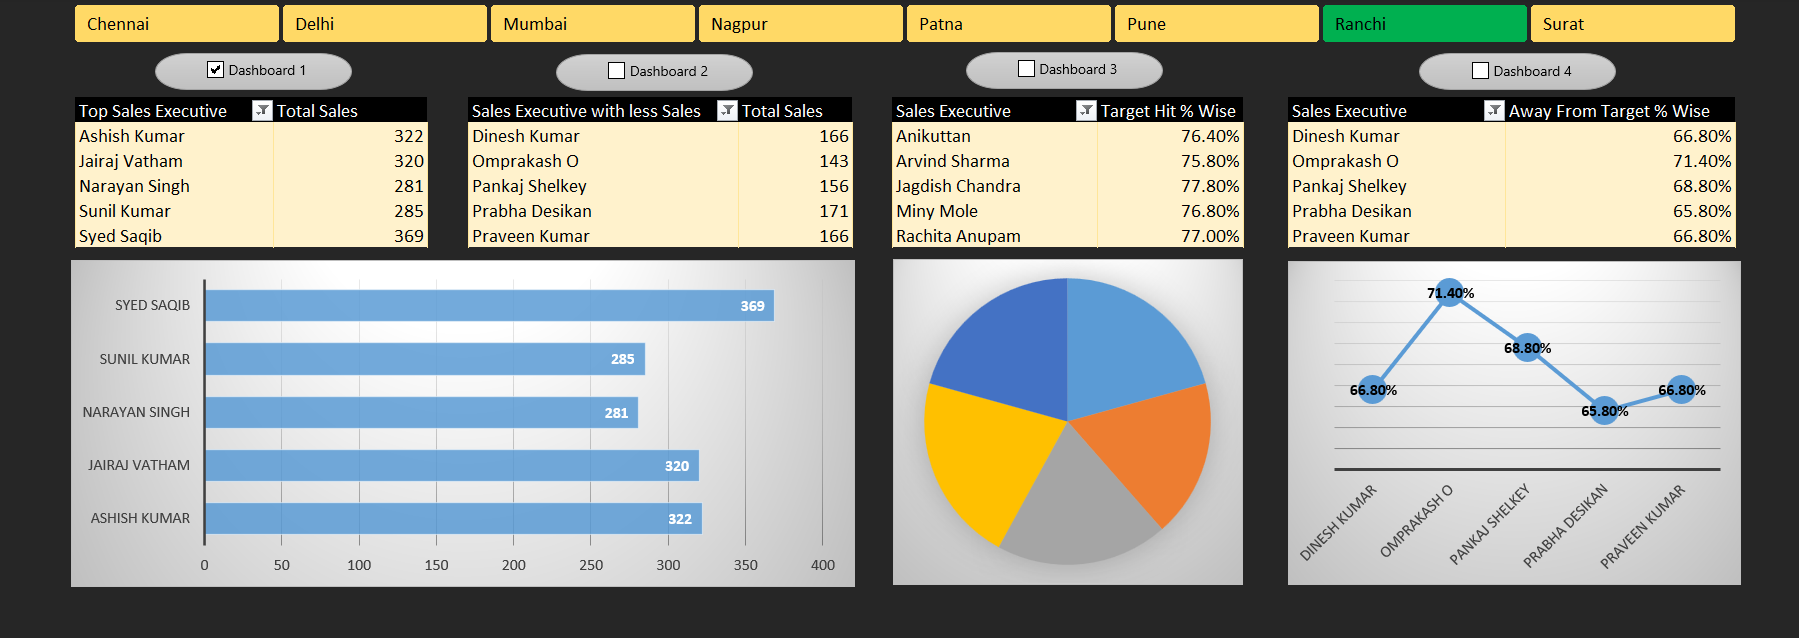 Chennai Delhi Mumbai Nagpur Patna Pune Ranchi Surat
Dashboard 1 Dashboard 2 Dashboard 3 Dashboard 4
Top Sales Executive Total Sales
Ashish Kumar 322
Jairaj Vatham 320
Narayan Singh 281
Sunil Kumar 285
Syed Saqib 369
Sales Executive with less Sales Total Sales
Dinesh Kumar 166
Omprakash O 143
Pankaj Shelkey 156
Prabha Desikan 171
Praveen Kumar 166
Sales Executive Target Hit % Wise
Anikuttan 76.40%
Arvind Sharma 75.80%
Jagdish Chandra 77.80%
Miny Mole 76.80%
Rachita Anupam 77.00%
Sales Executive Away From Target % Wise
Dinesh Kumar 66.80%
Omprakash O 71.40%
Pankaj Shelkey 68.80%
Prabha Desikan 65.80%
Praveen Kumar 66.80%
SYED SAQIB 369
SUNIL KUMAR 285
NARAYAN SINGH 281
JAIRAJ VATHAM 320
ASHISH KUMAR 322
0 50 100 150 200 250 300 350 400
66.80% 71.40% 68.80% 65.80% 66.80%
DINESH KUMAR
OMPRAKASH O
PANKAJ SHELKEY
PRABHA DESIKAN
PRAVEEN KUMAR